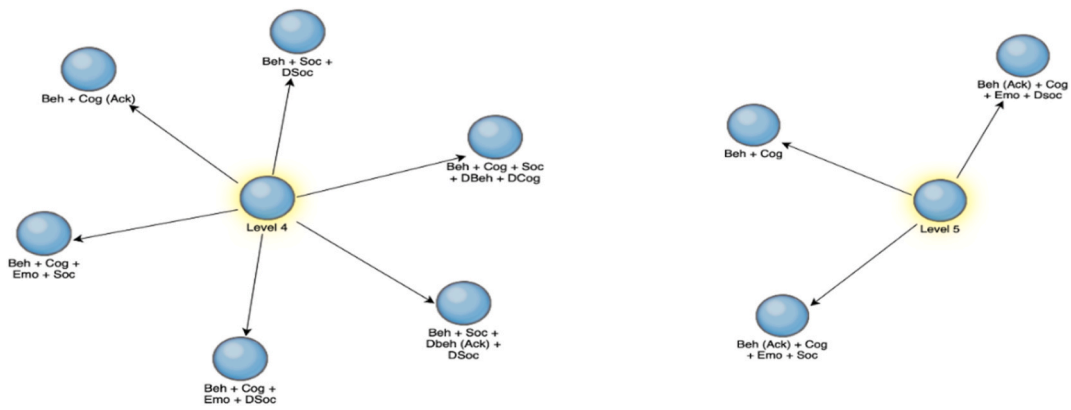 Beh + Soc +
DSoc
Beh + Cog (Ack)
Beh + Cog + Soc
+ DBeh + DCog
Level 4
Beh + Cog +
Emo + Soc
Beh + Soc +
Dbeh (Ack) +
DSoc
Beh + Cog +
Emo + DSoc
Beh (Ack) + Cog
+ Emo + Dsoc
Beh + Cog
Level 5
Beh (Ack) + Cog
+ Emo + Soc